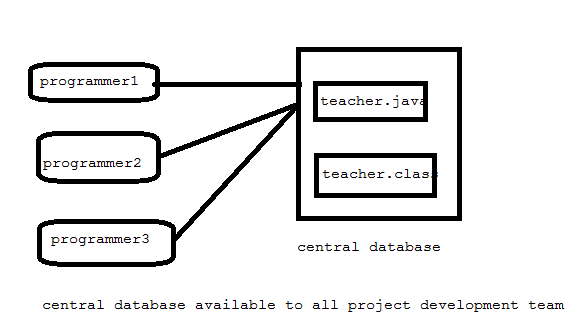 programmer1
teacher.java
programmer2
teacher.class
programmer3
central database
central database available to all project development team